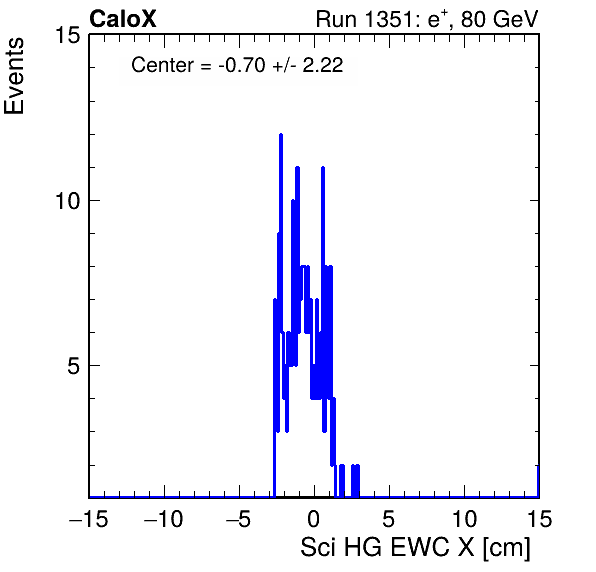 CaloX Run 1351: e⁺, 80 GeV
Center = -0.70 +/- 2.22
Events
15
10
5
−15 −10 −5 0 5 10 15
Sci HG EWC X [cm]